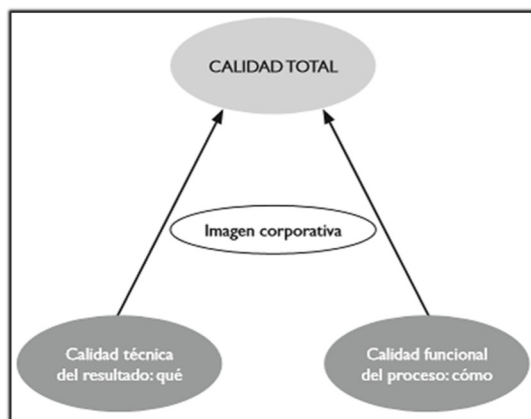 CALIDAD TOTAL
Imagen corporativa
Calidad técnica
del resultado: qué
Calidad funcional
del proceso: cómo